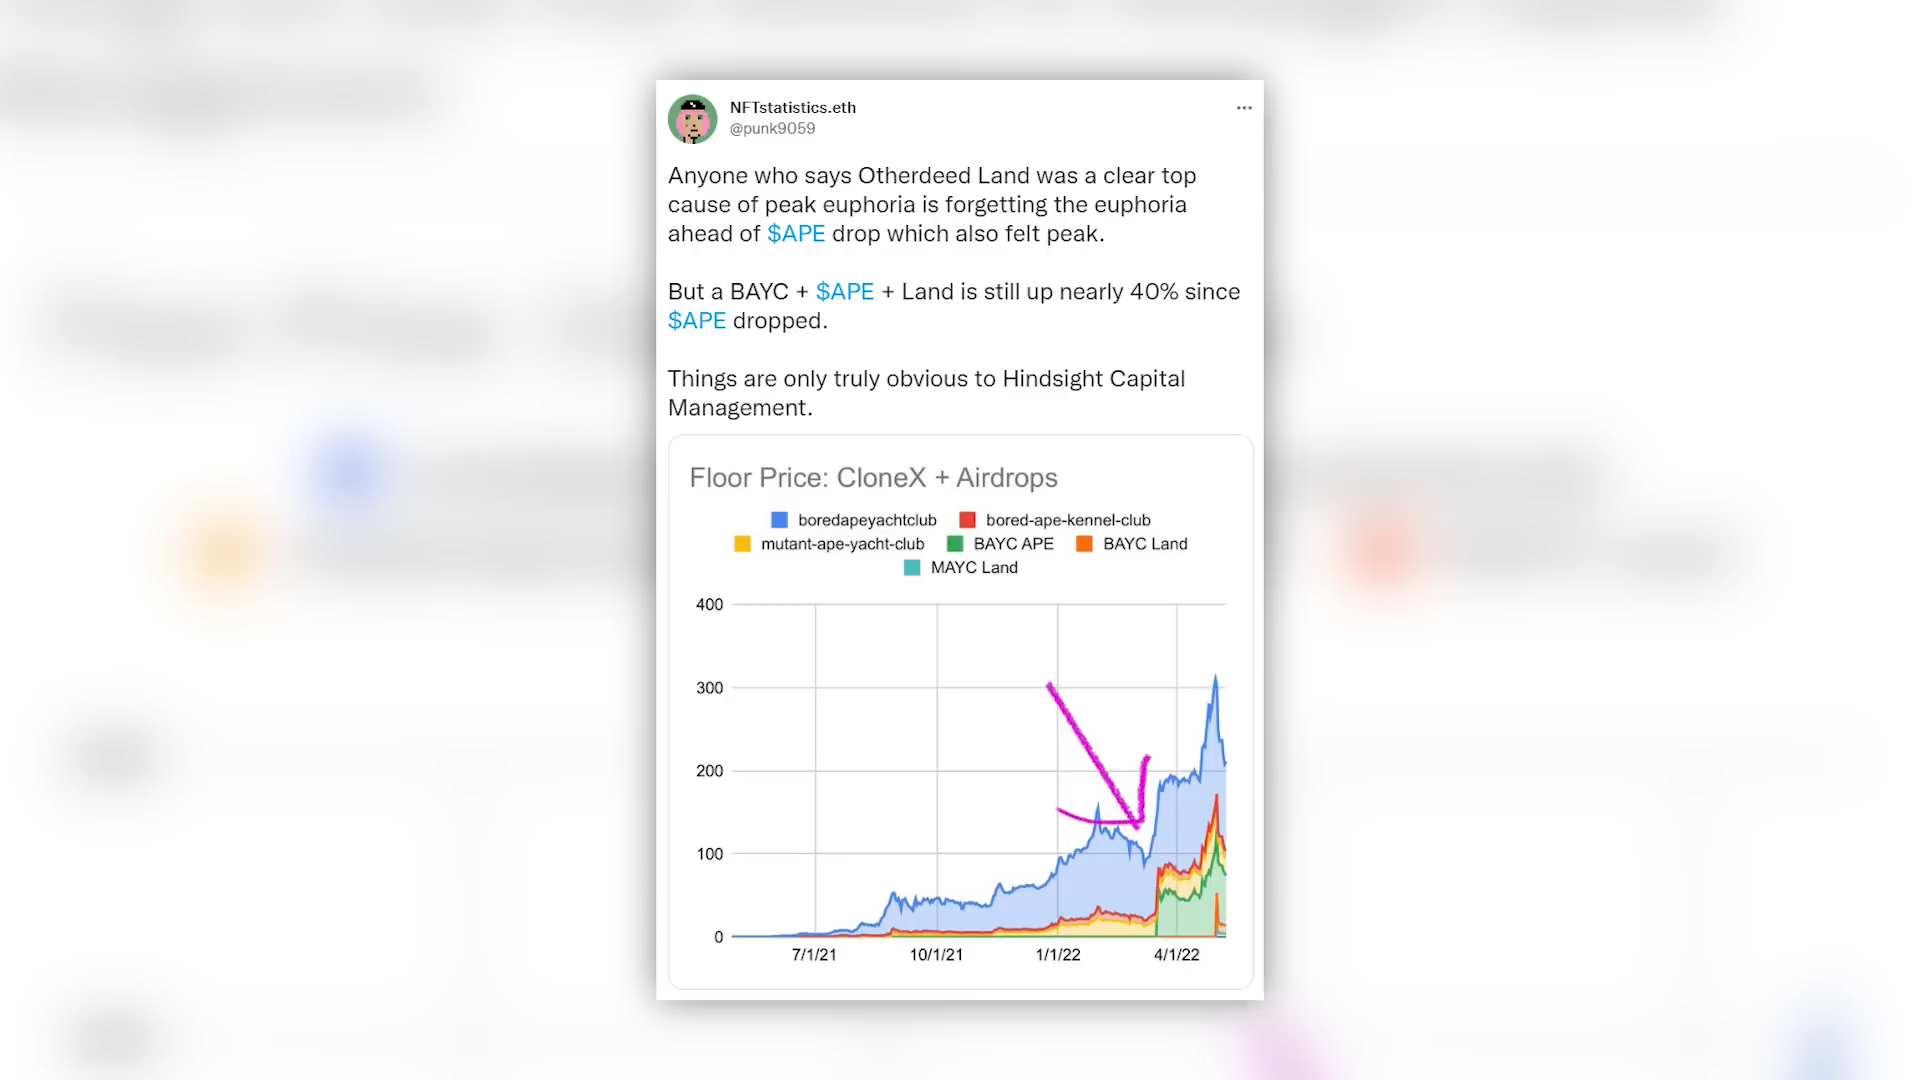 NFTstatistics.eth
@punk9059
Anyone who says Otherdeed Land was a clear top
cause of peak euphoria is forgetting the euphoria
ahead of $APE drop which also felt peak.
But a BAYC + $APE + Land is still up nearly 40% since
$APE dropped.
Things are only truly obvious to Hindsight Capital
Management.
Floor Price: CloneX + Airdrops
boredapeyachtclub bored-ape-kennel-club
mutant-ape-yacht-club BAYC APE BAYC Land
MAYC Land
400
300
200
100
0
7/1/21 10/1/21 1/1/22 4/1/22